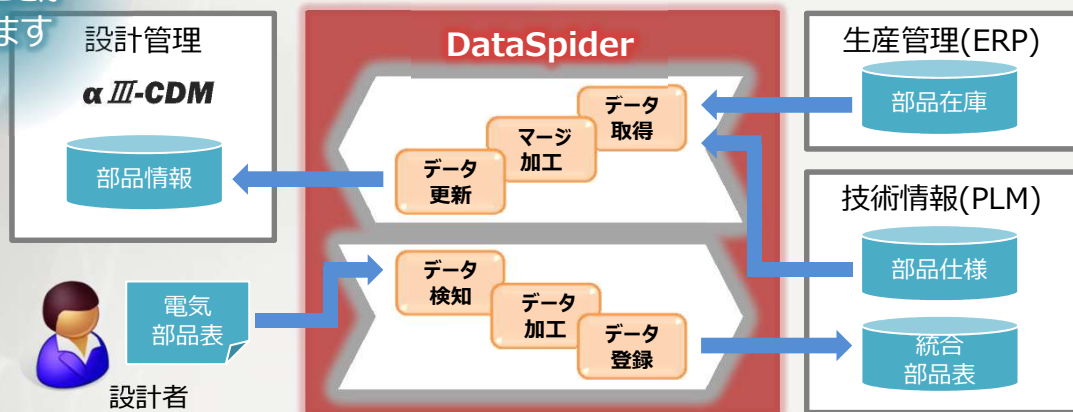 ます
設計管理
αⅢ-CDM
部品情報
DataSpider
データ
取得
マージ
加工
データ
更新
データ
検知
データ
加工
データ
登録
生産管理(ERP)
部品在庫
技術情報(PLM)
部品仕様
統合
部品表
電気
部品表
設計者